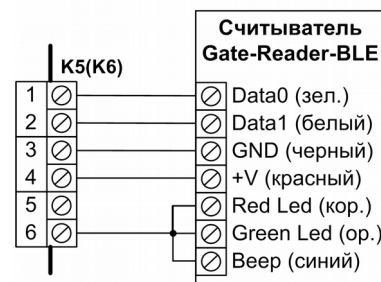 Считыватель
Gate-Reader-BLE
K5(K6)
1 Data0 (зел.)
2 Data1 (белый)
3 GND (черный)
4 +V (красный)
5 Red Led (кор.)
6 Green Led (ор.)
Beep (синий)